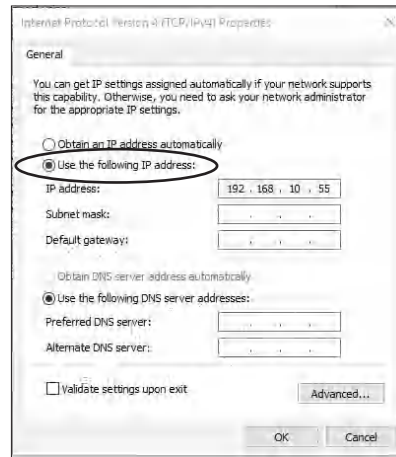 Internet Protocol Version 4 (TCP/IPv4) Properties
General
You can get IP settings assigned automatically if your network supports
this capability. Otherwise, you need to ask your network administrator
for the appropriate IP settings.
Obtain an IP address automatically
Use the following IP address:
IP address: 192 . 168 . 10 . 55
Subnet mask: . . .
Default gateway: . . .
Obtain DNS server address automatically
Use the following DNS server addresses:
Preferred DNS server: . . .
Alternate DNS server: . . .
Validate settings upon exit
Advanced...
OK Cancel